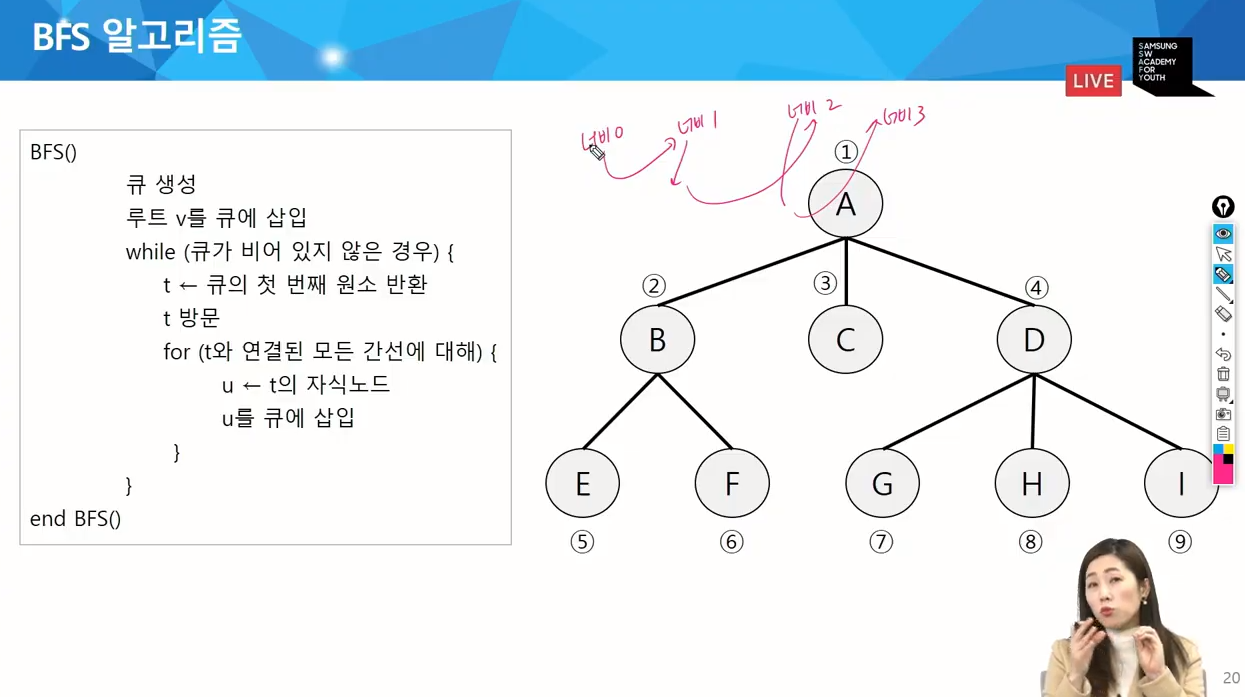 BFS 알고리즘
LIVE
SAMSUNG
SW
ACADEMY
FOR
YOUTH
BFS()
큐 생성
루트 v를 큐에 삽입
while (큐가 비어 있지 않은 경우) {
t ← 큐의 첫 번째 원소 반환
t 방문
for (t와 연결된 모든 간선에 대해) {
u ← t의 자식노드
u를 큐에 삽입
}
}
end BFS()
너비0 너비1 너비2 너비3
①
A
② ③ ④
B C D
E F G H I
⑤ ⑥ ⑦ ⑧ ⑨
20